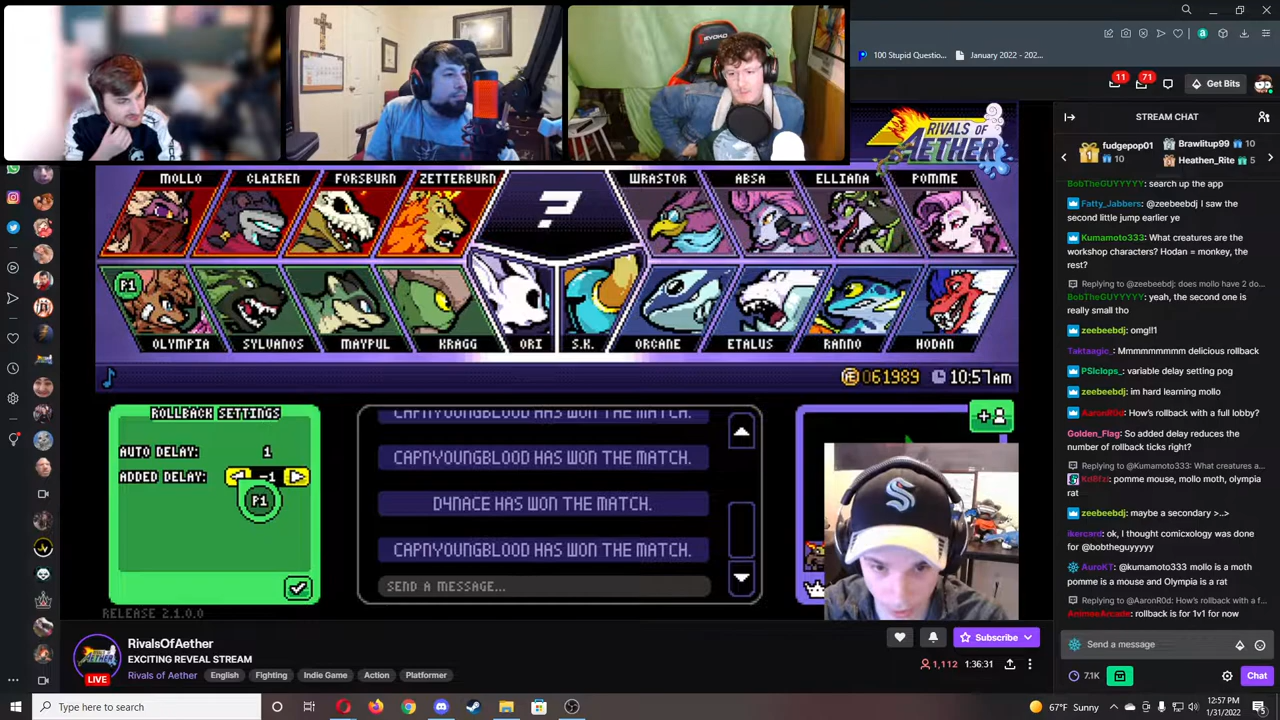 100 Stupid Questio...
January 2022 - 202...
11
71
Get Bits
RIVALS OF
AETHER
STREAM CHAT
fudgepop01
10
Brawlitup99 10
Heathen_Rite 5
MOLLO
CLAIREN
FORSBURN
ZETTERBURN
?
WRASTOR
ABSA
ELLIANA
POMME
P1
OLYMPIA
SYLVANOS
MAYPUL
KRAGG
ORI
S.K.
ORCANE
ETALUS
RANNO
HODAN
061989
10:57am
ROLLBACK SETTINGS
AUTO DELAY: 1
ADDED DELAY: -1
P1
CAPNYOUNGBLOOD HAS WON THE MATCH.
CAPNYOUNGBLOOD HAS WON THE MATCH.
D4NACE HAS WON THE MATCH.
CAPNYOUNGBLOOD HAS WON THE MATCH.
SEND A MESSAGE...
RELEASE 2.1.0.0
BobTheGUYYYYY: search up the app
Fatty_Jabbers: @zeebeebdj I saw the
second little jump earlier ye
Kumamoto333: What creatures are the
workshop characters? Hodan = monkey, the
rest?
Replying to @zeebeebdj: does mollo have 2 do...
BobTheGUYYYYY: yeah, the second one is
really small tho
zeebeebdj: omg!!1
Taktaagic_: Mmmmmmmm delicious rollback
PSIclops_: variable delay setting pog
zeebeebdj: im hard learning mollo
AaronR0d: How's rollback with a full lobby?
Golden_Flag: So added delay reduces the
number of rollback ticks right?
Replying to @Kumamoto333: What creatures a...
pomme mouse, mollo moth, olympia
rat
zeebeebdj: maybe a secondary >..>
ikercard: ok, I thought comicxology was done
for @bobtheguyyyyy
AuroKT: @kumamoto333 mollo is a moth
pomme is a mouse and Olympia is a rat
Replying to @AaronR0d: How's rollback with a f...
AnimeeArcade: rollback is for 1v1 for now
Send a message
7.1K
Chat
RivalsOfAether
EXCITING REVEAL STREAM
LIVE
Rivals of Aether
English
Fighting
Indie Game
Action
Platformer
Subscribe
1,112
1:36:31
Type here to search
67°F Sunny
12:57 PM
1/31/2022